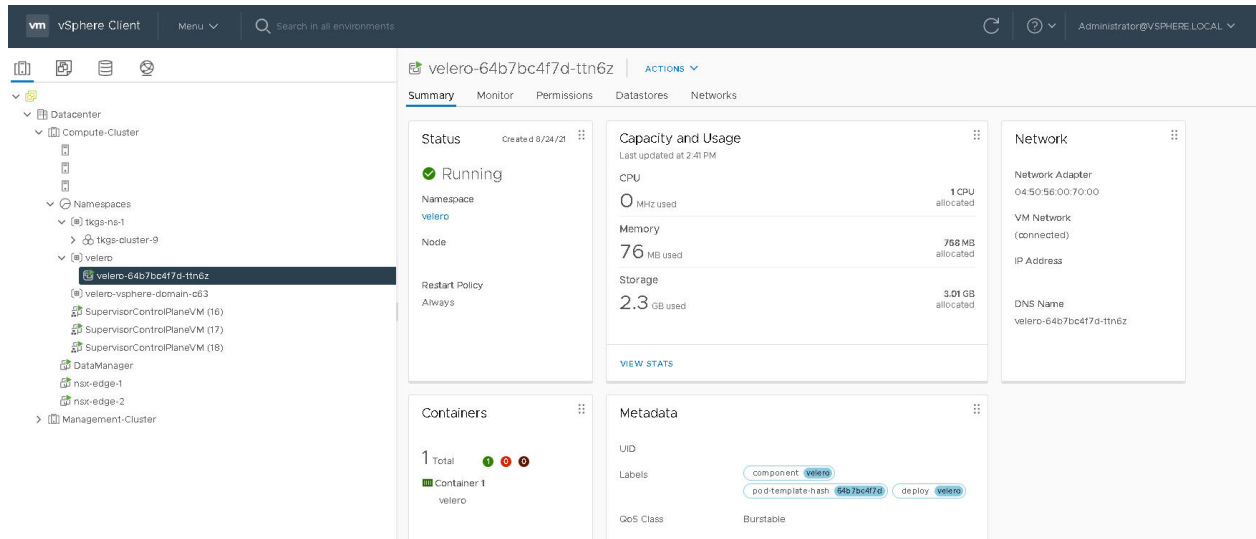 vm vSphere Client Menu Search in all environments Administrator@VSPHERE.LOCAL
Datacenter
Compute-Cluster
Namespaces
tkgs-ns-1
tkgs-cluster-9
velero
velero-64b7bc4f7d-ttn6z
velero-vsphere-domain-c63
SupervisorControlPlaneVM (16)
SupervisorControlPlaneVM (17)
SupervisorControlPlaneVM (18)
DataManager
nsx-edge-1
nsx-edge-2
Management-Cluster
velero-64b7bc4f7d-ttn6z ACTIONS
Summary Monitor Permissions Datastores Networks
Status Created 8/24/21
Running
Namespace
velero
Node
Restart Policy
Always
Capacity and Usage
Last updated at 2:41 PM
CPU
0 MHz used 1 CPU allocated
Memory
76 MB used 768 MB allocated
Storage
2.3 GB used 3.01 GB allocated
VIEW STATS
Network
Network Adapter
04:50:56:00:70:00
VM Network
(connected)
IP Address
DNS Name
velero-64b7bc4f7d-ttn6z
Containers
1 Total 1 0 0
Container 1
velero
Metadata
UID
Labels component velero
pod-template-hash 64b7bc4f7d deploy velero
QoS Class Burstable